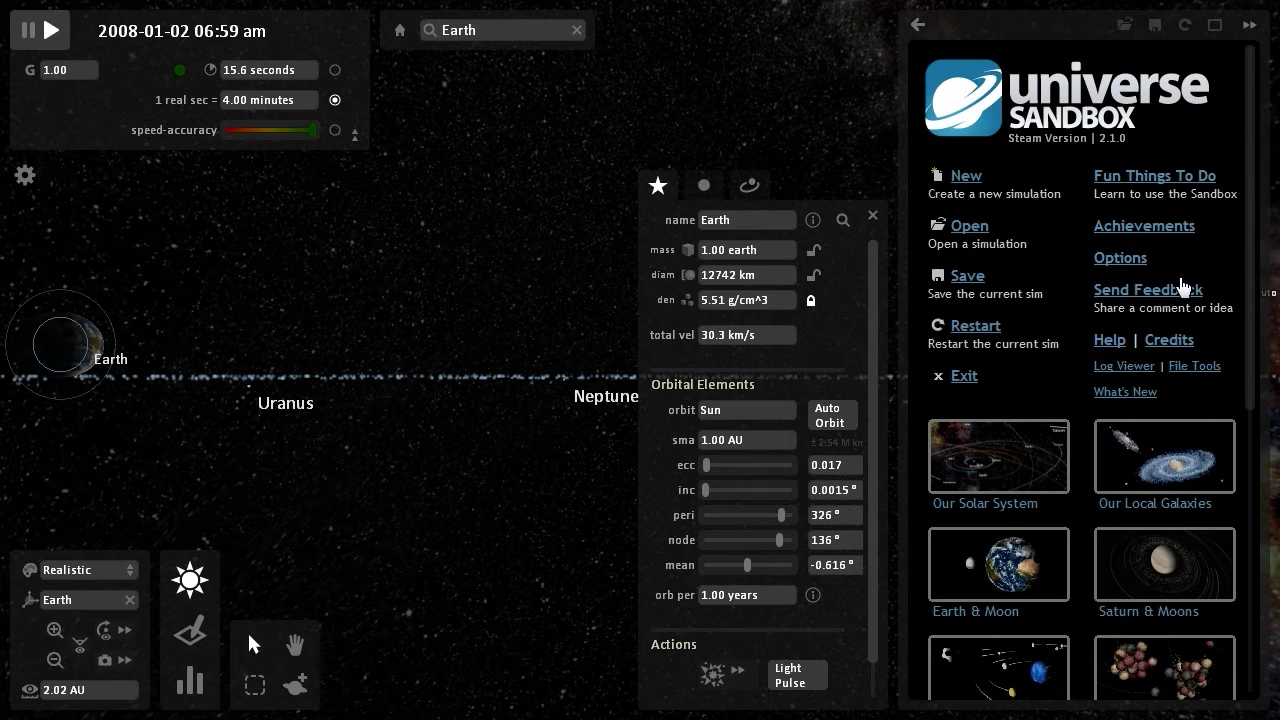 2008-01-02 06:59 am
G 1.00
15.6 seconds
1 real sec = 4.00 minutes
speed-accuracy
Earth
Earth
Uranus
Neptune
Realistic
Earth
2.02 AU
name Earth
mass 1.00 earth
diam 12742 km
den 5.51 g/cm^3
total vel 30.3 km/s
Orbital Elements
orbit Sun
Auto
Orbit
sma 1.00 AU ±2:54 M km
ecc 0.017
inc 0.0015°
peri 326°
node 136°
mean -0.616°
orb per 1.00 years
Actions
Light
Pulse
universe
SANDBOX
Steam Version | 2.1.0
New
Create a new simulation
Open
Open a simulation
Save
Save the current sim
Restart
Restart the current sim
x Exit
Fun Things To Do
Learn to use the Sandbox
Achievements
Options
Send Feedback
Share a comment or idea
Help | Credits
Log Viewer | File Tools
What's New
Our Solar System
Our Local Galaxies
Earth & Moon
Saturn & Moons